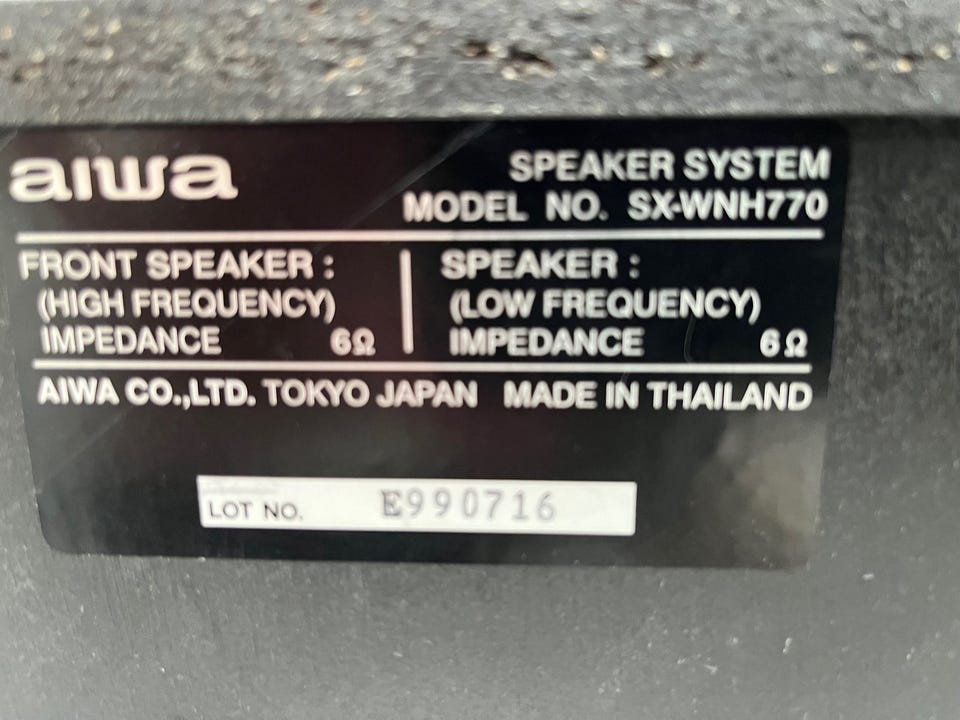 aiwa
SPEAKER SYSTEM
MODEL NO. SX-WNH770
FRONT SPEAKER :
(HIGH FREQUENCY)
IMPEDANCE 6Ω
SPEAKER :
(LOW FREQUENCY)
IMPEDANCE 6Ω
AIWA CO.,LTD. TOKYO JAPAN MADE IN THAILAND
LOT NO. E990716